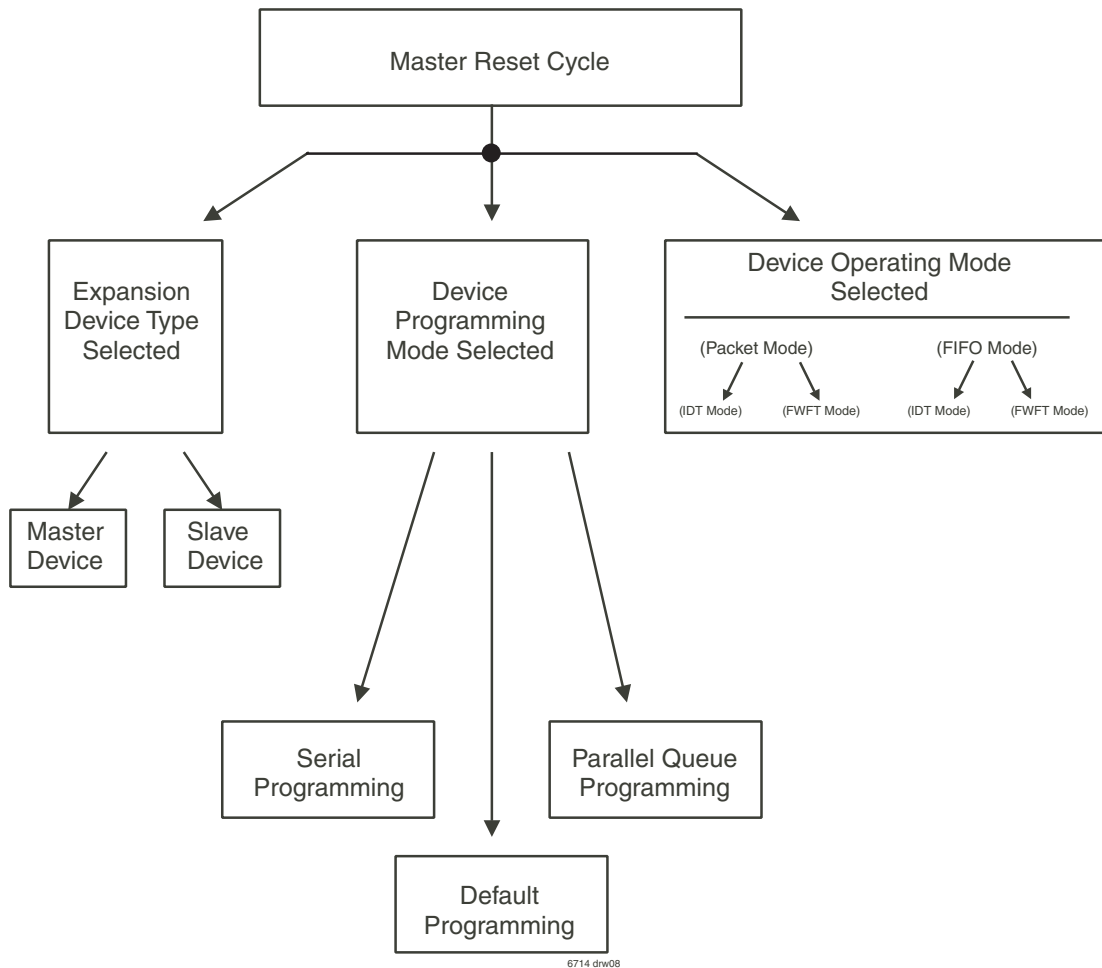 Master Reset Cycle
Expansion
Device Type
Selected
Device
Programming
Mode Selected
Device Operating Mode
Selected
(Packet Mode)
(FIFO Mode)
(IDT Mode)
(FWFT Mode)
(IDT Mode)
(FWFT Mode)
Master
Device
Slave
Device
Serial
Programming
Parallel Queue
Programming
Default
Programming
6714 drw08